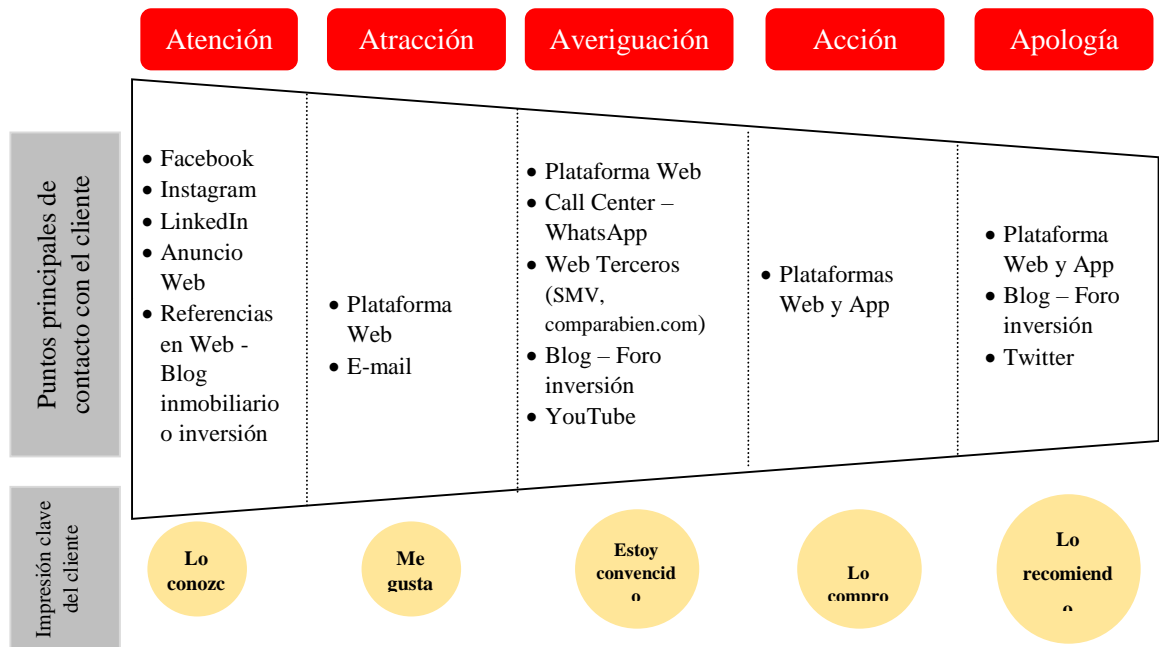 Atención
Atracción
Averiguación
Acción
Apología
Puntos principales de
contacto con el cliente
• Facebook
• Instagram
• LinkedIn
• Anuncio
Web
• Referencias
en Web -
Blog
inmobiliario
o inversión
• Plataforma
Web
• E-mail
• Plataforma Web
• Call Center –
WhatsApp
• Web Terceros
(SMV,
comparabien.com)
• Blog – Foro
inversión
• YouTube
• Plataformas
Web y App
• Plataforma
Web y App
• Blog – Foro
inversión
• Twitter
Impresión clave
del cliente
Lo
conozc
Me
gusta
Estoy
convencid
o
Lo
compro
Lo
recomiend
o